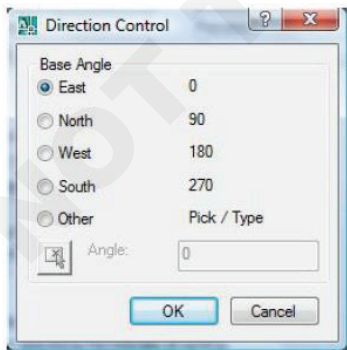 Direction Control
Base Angle
East 0
North 90
West 180
South 270
Other Pick / Type
Angle: 0
OK Cancel